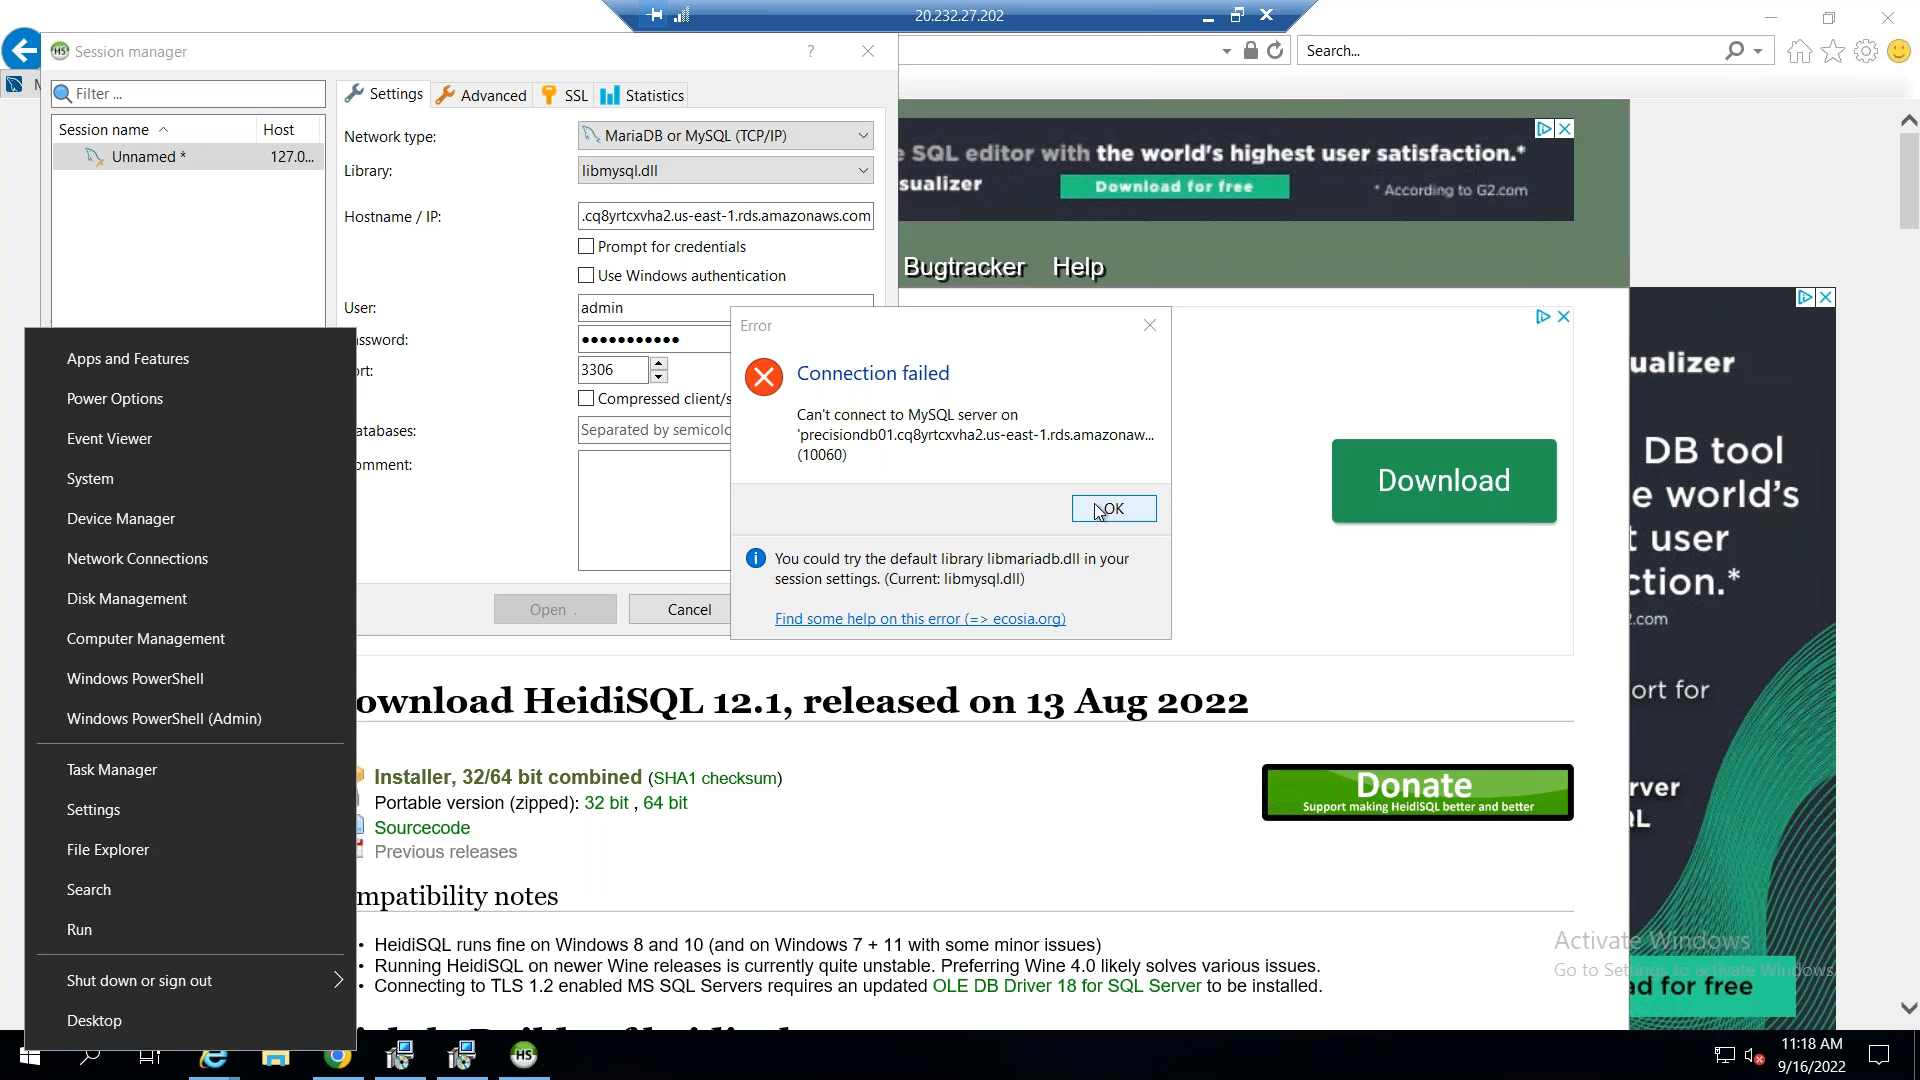 20.232.27.202
Session manager
?
Search...
Filter ...
Settings
Advanced
SSL
Statistics
Session name
Host
Unnamed *
127.0...
Network type:
MariaDB or MySQL (TCP/IP)
Library:
libmysql.dll
Hostname / IP:
.cq8yrtcxvha2.us-east-1.rds.amazonaws.com
Prompt for credentials
Use Windows authentication
User:
admin
ssword:
●●●●●●●●●●●
rt:
3306
Compressed client/s
atabases:
Separated by semicolo
omment:
Open
Cancel
Error
Connection failed
Can't connect to MySQL server on
'precisiondb01.cq8yrtcxvha2.us-east-1.rds.amazonaw...
(10060)
OK
You could try the default library libmariadb.dll in your
session settings. (Current: libmysql.dll)
Find some help on this error (=> ecosia.org)
e SQL editor with the world's highest user satisfaction.*
sualizer
Download for free
* According to G2.com
Bugtracker
Help
Download
ualizer
DB tool
e world's
t user
ction.*
.com
ort for
rver
L
ad for free
Apps and Features
Power Options
Event Viewer
System
Device Manager
Network Connections
Disk Management
Computer Management
Windows PowerShell
Windows PowerShell (Admin)
Task Manager
Settings
File Explorer
Search
Run
Shut down or sign out
Desktop
ownload HeidiSQL 12.1, released on 13 Aug 2022
Installer, 32/64 bit combined (SHA1 checksum)
Portable version (zipped): 32 bit , 64 bit
Sourcecode
Previous releases
Donate
Support making HeidiSQL better and better
mpatibility notes
• HeidiSQL runs fine on Windows 8 and 10 (and on Windows 7 + 11 with some minor issues)
• Running HeidiSQL on newer Wine releases is currently quite unstable. Preferring Wine 4.0 likely solves various issues.
• Connecting to TLS 1.2 enabled MS SQL Servers requires an updated OLE DB Driver 18 for SQL Server to be installed.
Activate Windows
Go to Settings to activate Windows.
HS
11:18 AM
9/16/2022